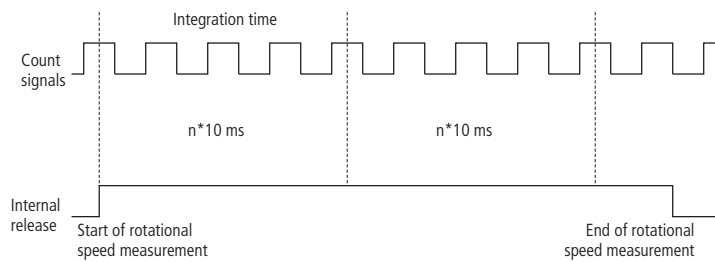 Integration time
Count
signals
n*10 ms
n*10 ms
Internal
release
Start of rotational
speed measurement
End of rotational
speed measurement